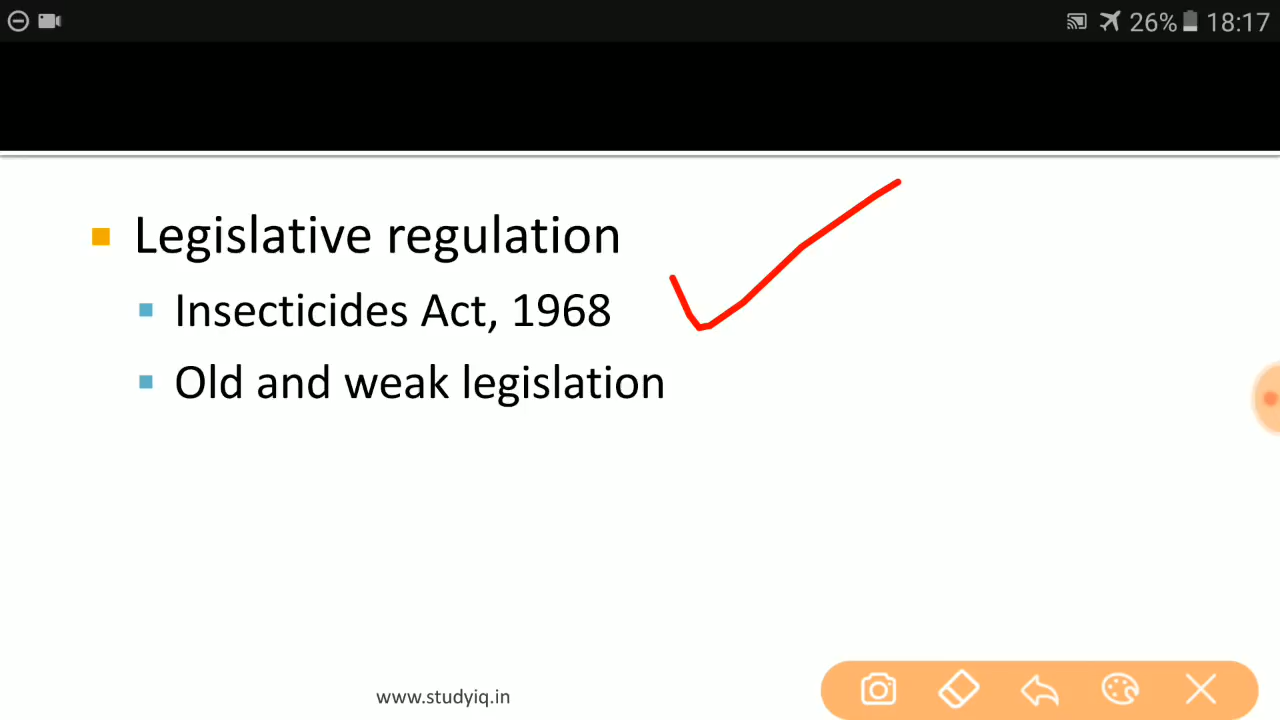 26% 18:17
Legislative regulation
Insecticides Act, 1968
Old and weak legislation
www.studyiq.in